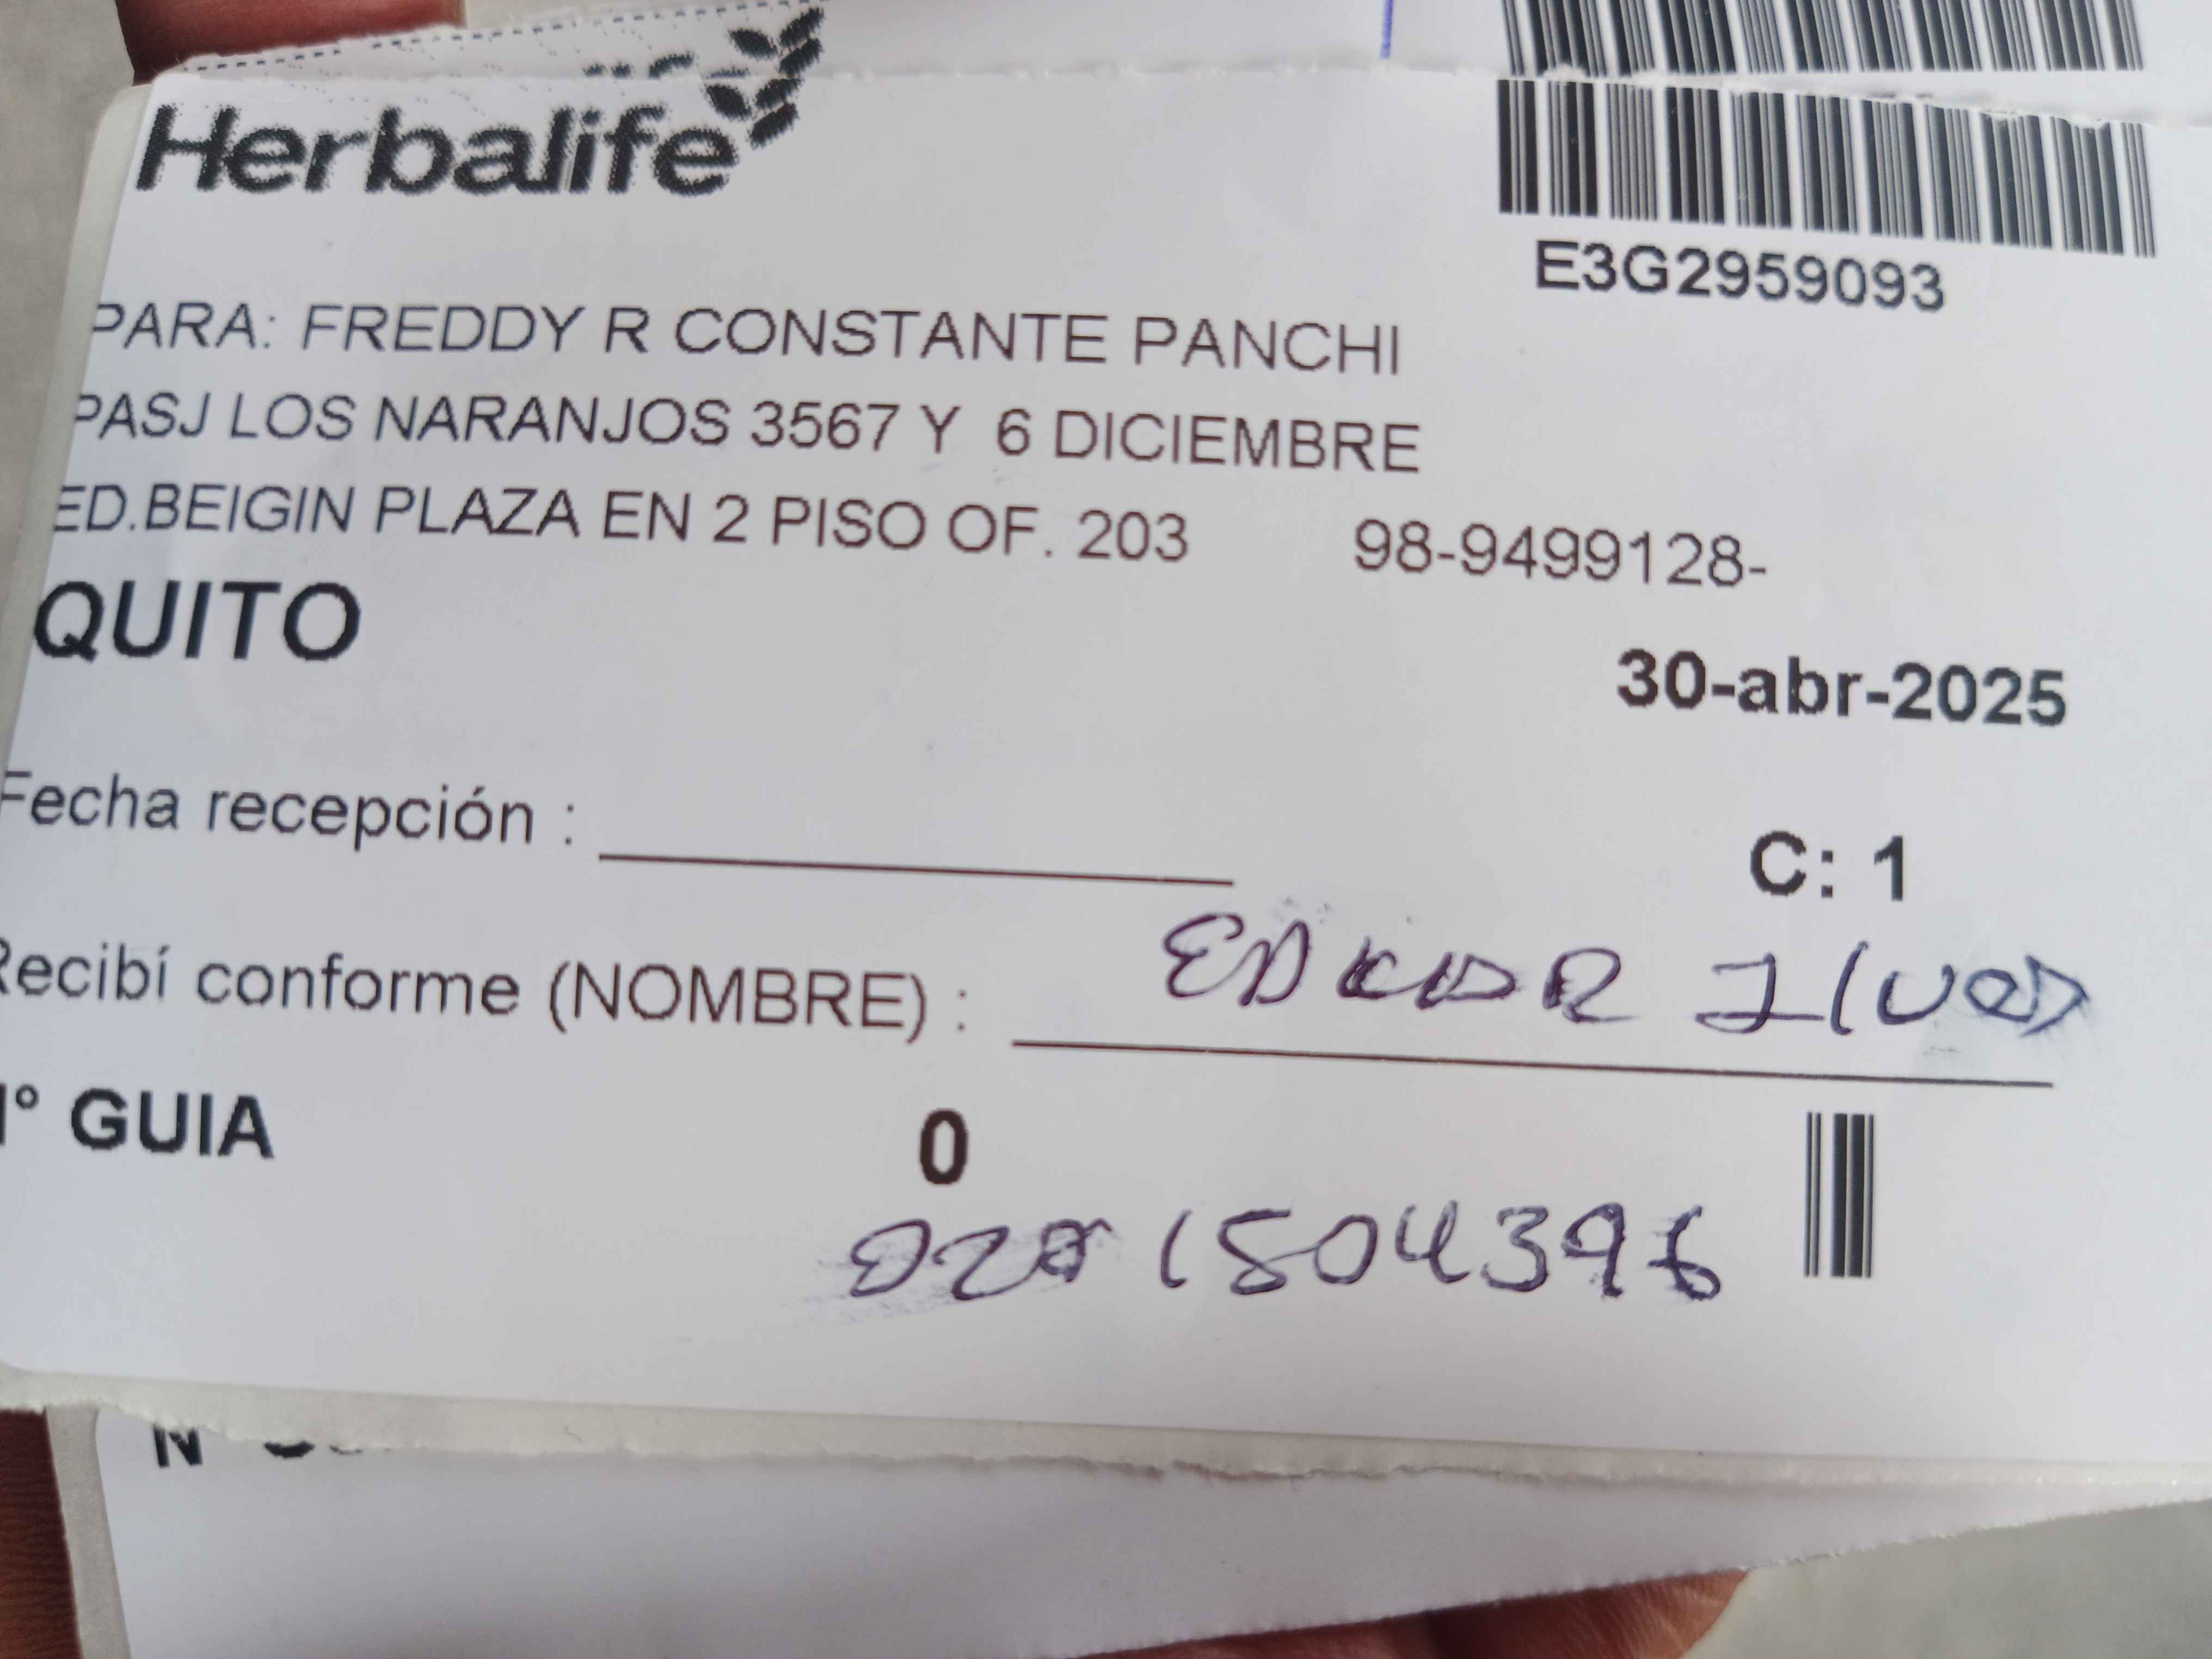 Herbalife
E3G2959093
PARA: FREDDY R CONSTANTE PANCHI
PASJ LOS NARANJOS 3567 Y 6 DICIEMBRE
ED.BEIGIN PLAZA EN 2 PISO OF. 203 98-9499128-
QUITO
30-abr-2025
Fecha recepción :
C: 1
Recibí conforme (NOMBRE) :
N° GUIA 0
1504396